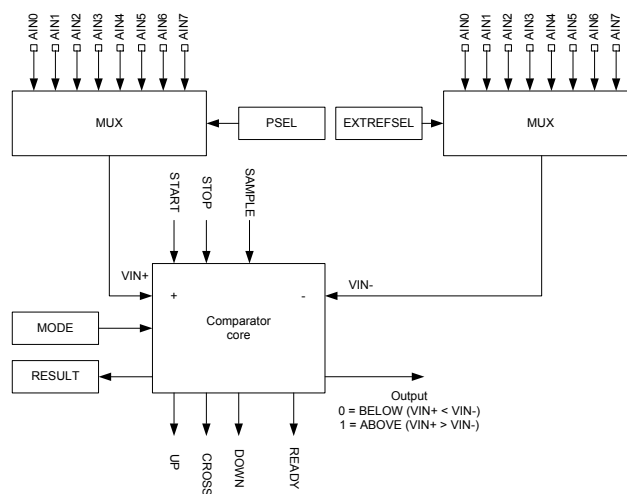 AIN0
AIN1
AIN2
AIN3
AIN4
AIN5
AIN6
AIN7
AIN0
AIN1
AIN2
AIN3
AIN4
AIN5
AIN6
AIN7
MUX
PSEL
EXTREFSEL
MUX
START
STOP
SAMPLE
VIN+
VIN-
+
-
MODE
Comparator
core
RESULT
Output
0 = BELOW (VIN+ < VIN-)
1 = ABOVE (VIN+ > VIN-)
UP
CROSS
DOWN
READY